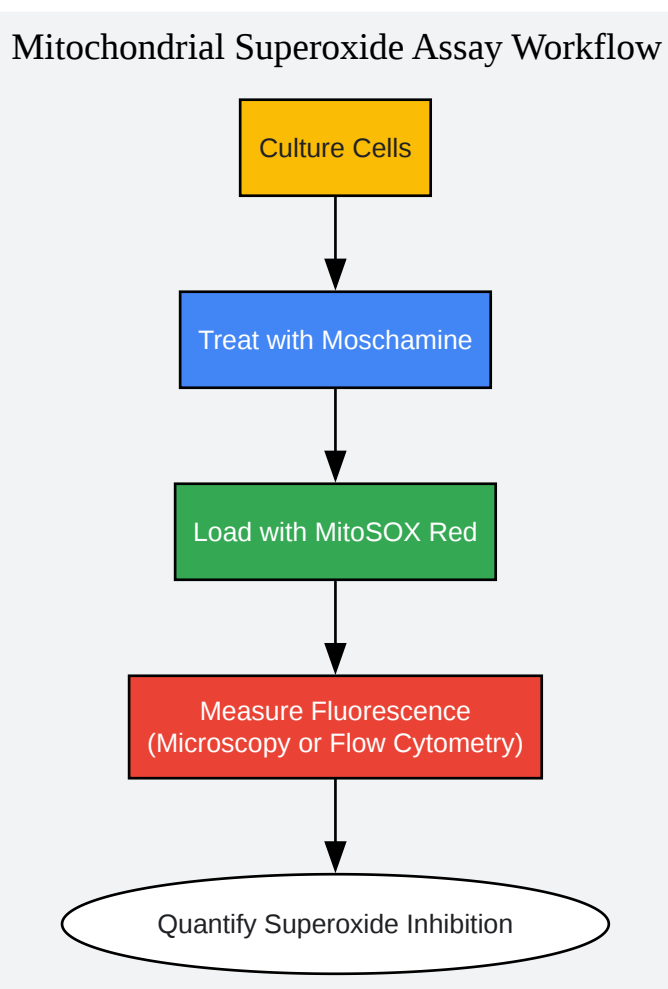 Mitochondrial Superoxide Assay Workflow
Culture Cells
Treat with Moschamine
Load with MitoSOX Red
Measure Fluorescence
(Microscopy or Flow Cytometry)
Quantify Superoxide Inhibition